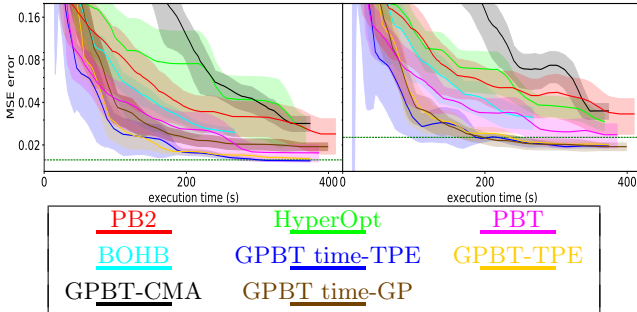 0.16
0.08
0.04
0.02
MSE error
0 200 400
execution time (s)
0 200 400
execution time (s)
PB2 HyperOpt PBT
BOHB GPBT time-TPE GPBT-TPE
GPBT-CMA GPBT time-GP